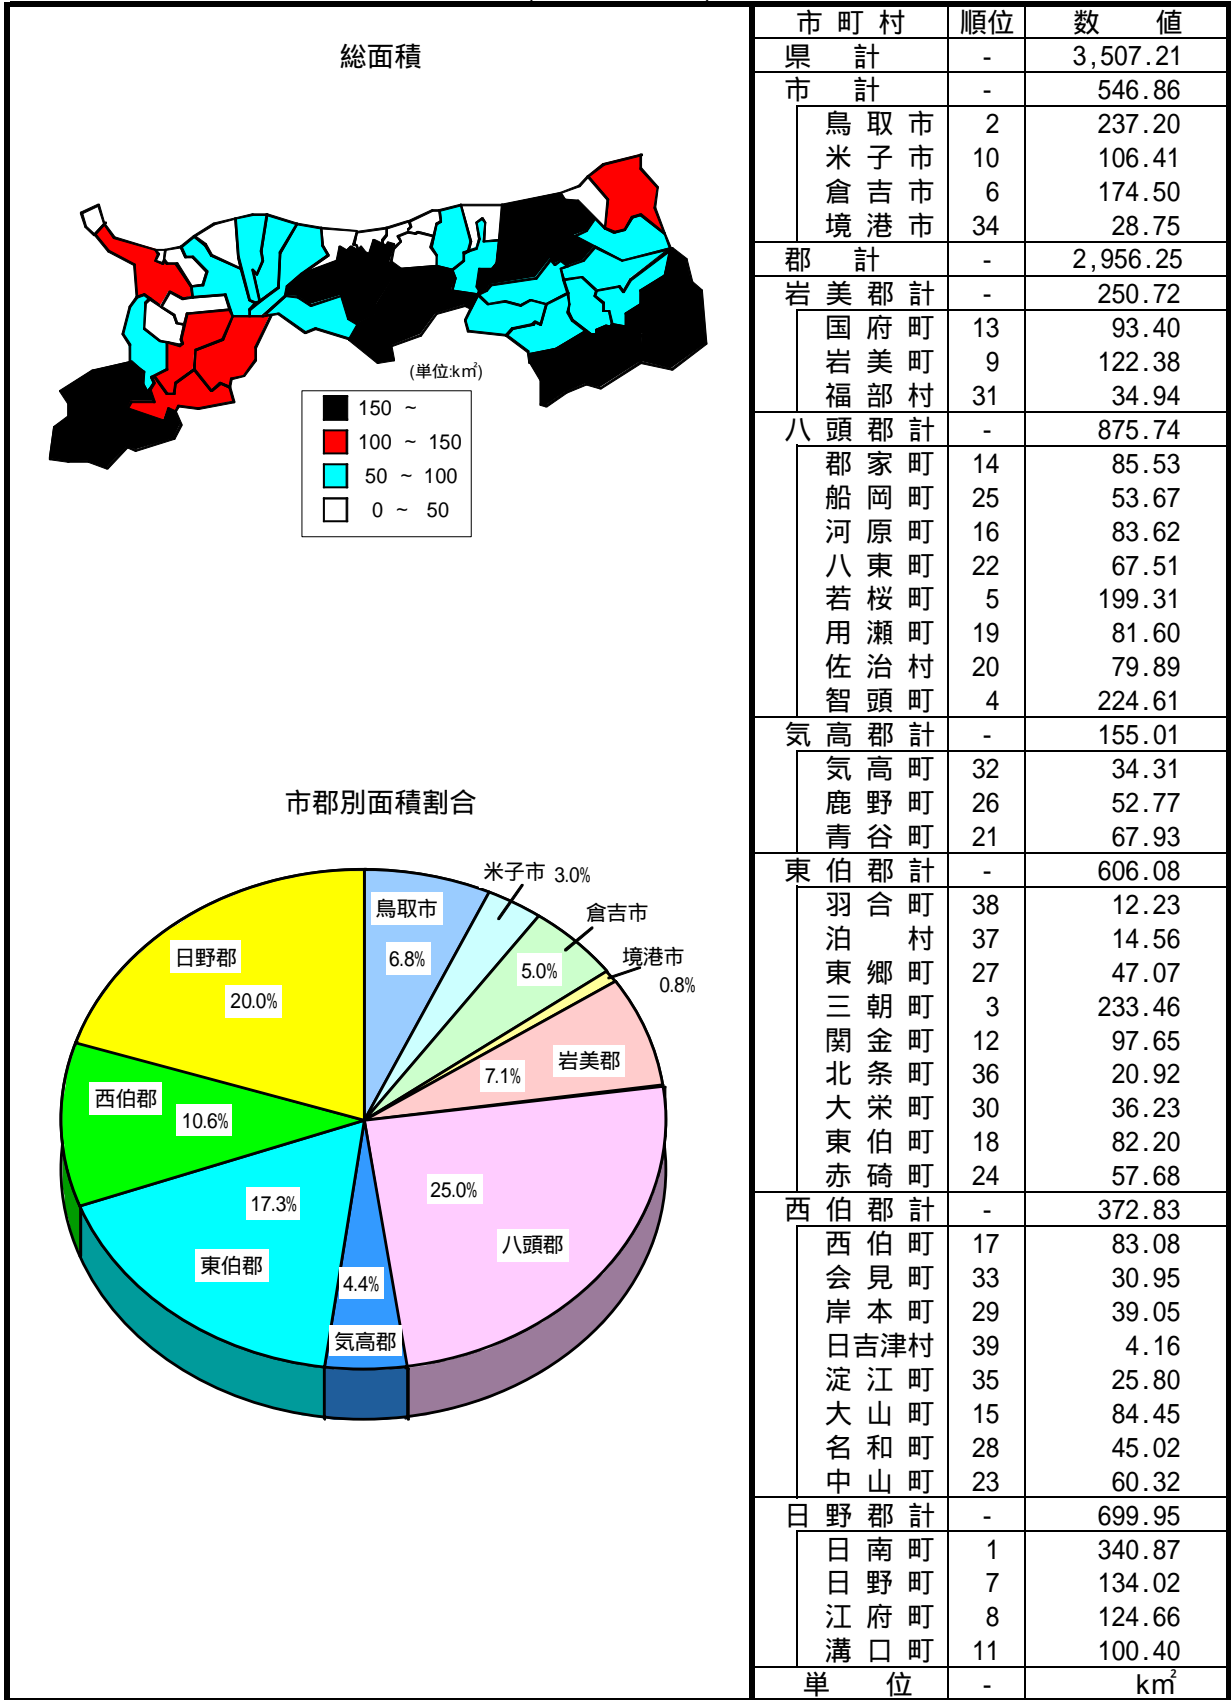 総面積
(単位:k㎡)
150 ~
100 ~ 150
50 ~ 100
0 ~ 50
市郡別面積割合
鳥取市
6.8%
米子市 3.0%
倉吉市
5.0%
境港市
0.8%
岩美郡
7.1%
八頭郡
25.0%
気高郡
4.4%
東伯郡
17.3%
西伯郡
10.6%
日野郡
20.0%
市町村 順位 数値
県計 - 3,507.21
市計 - 546.86
鳥取市 2 237.20
米子市 10 106.41
倉吉市 6 174.50
境港市 34 28.75
郡計 - 2,956.25
岩美郡計 - 250.72
国府町 13 93.40
岩美町 9 122.38
福部村 31 34.94
八頭郡計 - 875.74
郡家町 14 85.53
船岡町 25 53.67
河原町 16 83.62
八東町 22 67.51
若桜町 5 199.31
用瀬町 19 81.60
佐治村 20 79.89
智頭町 4 224.61
気高郡計 - 155.01
気高町 32 34.31
鹿野町 26 52.77
青谷町 21 67.93
東伯郡計 - 606.08
羽合町 38 12.23
泊村 37 14.56
東郷町 27 47.07
三朝町 3 233.46
関金町 12 97.65
北条町 36 20.92
大栄町 30 36.23
東伯町 18 82.20
赤碕町 24 57.68
西伯郡計 - 372.83
西伯町 17 83.08
会見町 33 30.95
岸本町 29 39.05
日吉津村 39 4.16
淀江町 35 25.80
大山町 15 84.45
名和町 28 45.02
中山町 23 60.32
日野郡計 - 699.95
日南町 1 340.87
日野町 7 134.02
江府町 8 124.66
溝口町 11 100.40
単位 - k㎡